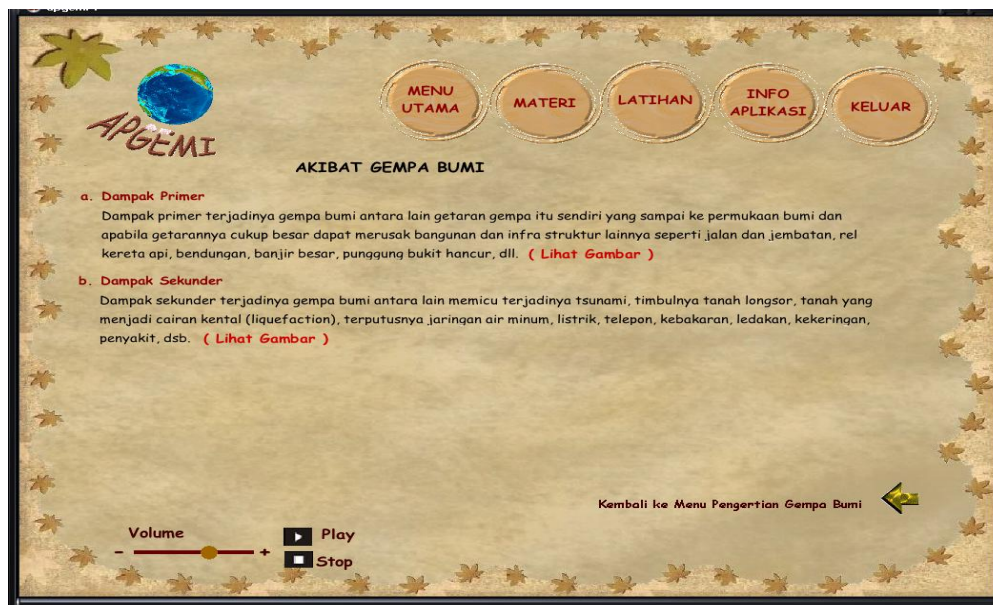 MENU UTAMA
MATERI
LATIHAN
INFO APLIKASI
KELUAR
APGEMI
AKIBAT GEMPA BUMI
a. Dampak Primer
Dampak primer terjadinya gempa bumi antara lain getaran gempa itu sendiri yang sampai ke permukaan bumi dan
apabila getarannya cukup besar dapat merusak bangunan dan infra struktur lainnya seperti jalan dan jembatan, rel
kereta api, bendungan, banjir besar, punggung bukit hancur, dll. ( Lihat Gambar )
b. Dampak Sekunder
Dampak sekunder terjadinya gempa bumi antara lain memicu terjadinya tsunami, timbulnya tanah longsor, tanah yang
menjadi cairan kental (liquefaction), terputusnya jaringan air minum, listrik, telepon, kebakaran, ledakan, kekeringan,
penyakit, dsb. ( Lihat Gambar )
Kembali ke Menu Pengertian Gempa Bumi
Volume
- +
Play
Stop